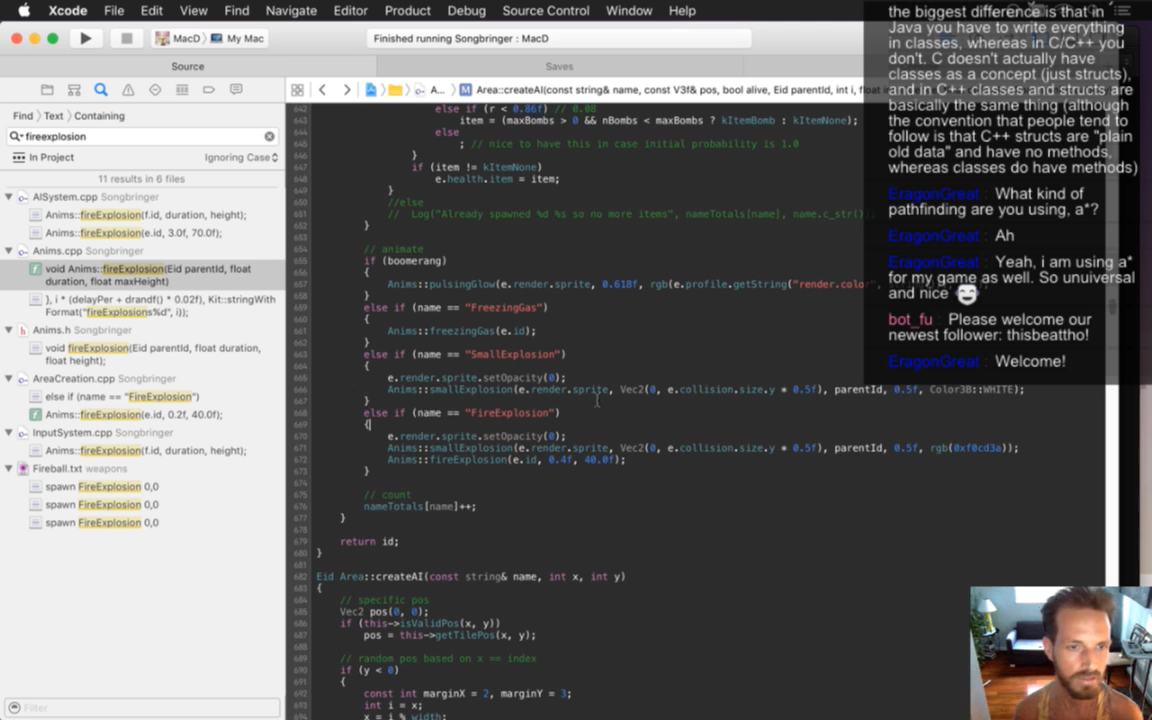 Xcode File Edit View Find Navigate Editor Product Debug Source Control Window Help
MacD My Mac
Finished running Songbringer : MacD
Source
Saves
Find Text Containing
fireexplosion
In Project
Ignoring Case
11 results in 6 files
AISystem.cpp Songbringer
Anims::fireExplosion(f.id, duration, height);
Anims::fireExplosion(e.id, 3.0f, 70.0f);
Anims.cpp Songbringer
void Anims::fireExplosion(Eid parentId, float
duration, float maxHeight)
}, i * (delayPer + drandf() * 0.02f), Kit::stringWith
Format("fireExplosions%d", i));
Anims.h Songbringer
void fireExplosion(Eid parentId, float duration,
float height);
AreaCreation.cpp Songbringer
else if (name == "FireExplosion")
Anims::fireExplosion(e.id, 0.2f, 40.0f);
InputSystem.cpp Songbringer
Anims::fireExplosion(e.id, duration, height);
Fireball.txt weapons
spawn FireExplosion 0,0
spawn FireExplosion 0,0
spawn FireExplosion 0,0
Filter
A... Area::createAI(const string& name, const V3f& pos, bool alive, Eid parentId, int i, float
642 else if (r < 0.86f) // 0.08
643 item = (maxBombs > 0 && nBombs < maxBombs ? kItemBomb : kItemNone);
644 else
645 ; // nice to have this in case initial probability is 1.0
646 }
647 if (item != kItemNone)
648 e.health.item = item;
649 }
650 //else
651 // Log("Already spawned %d %s so no more items", nameTotals[name], name.c_str();
654 // animate
655 if (boomerang)
656 {
657 Anims::pulsingGlow(e.render.sprite, 0.618f, rgb(e.profile.getString("render.color"
658 }
659 else if (name == "FreezingGas")
660 {
661 Anims::freezingGas(e.id);
662 }
663 else if (name == "SmallExplosion")
664 {
665 e.render.sprite.setOpacity(0);
666 Anims::smallExplosion(e.render.sprite, Vec2(0, e.collision.size.y * 0.5f), parentId, 0.5f, Color3B::WHITE);
667 }
668 else if (name == "FireExplosion")
669 {
670 e.render.sprite.setOpacity(0);
671 Anims::smallExplosion(e.render.sprite, Vec2(0, e.collision.size.y * 0.5f), parentId, 0.5f, rgb(0xf0cd3a));
672 Anims::fireExplosion(e.id, 0.4f, 40.0f);
673 }
674
675 // count
676 nameTotals[name]++;
677 }
678
679 return id;
680 }
681
682 Eid Area::createAI(const string& name, int x, int y)
683 {
684 // specific pos
685 Vec2 pos(0, 0);
686 if (this->isValidPos(x, y))
687 pos = this->getTilePos(x, y);
688
689 // random pos based on x == index
690 if (y < 0)
691 {
692 const int marginX = 2, marginY = 3;
693 int i = x;
694 x = i % width;
the biggest difference is that in
Java you have to write everything
in classes, whereas in C/C++ you
don't. C doesn't actually have
classes as a concept (just structs),
and in C++ classes and structs are
basically the same thing (although
the convention that people tend to
follow is that C++ structs are "plain
old data" and have no methods,
whereas classes do have methods)
EragonGreat : What kind of
pathfinding are you using, a*?
EragonGreat : Ah
EragonGreat : Yeah, i am using a*
for my game as well. So unuiversal
and nice
bot_fu : Please welcome our
newest follower: thisbeattho!
EragonGreat : Welcome!